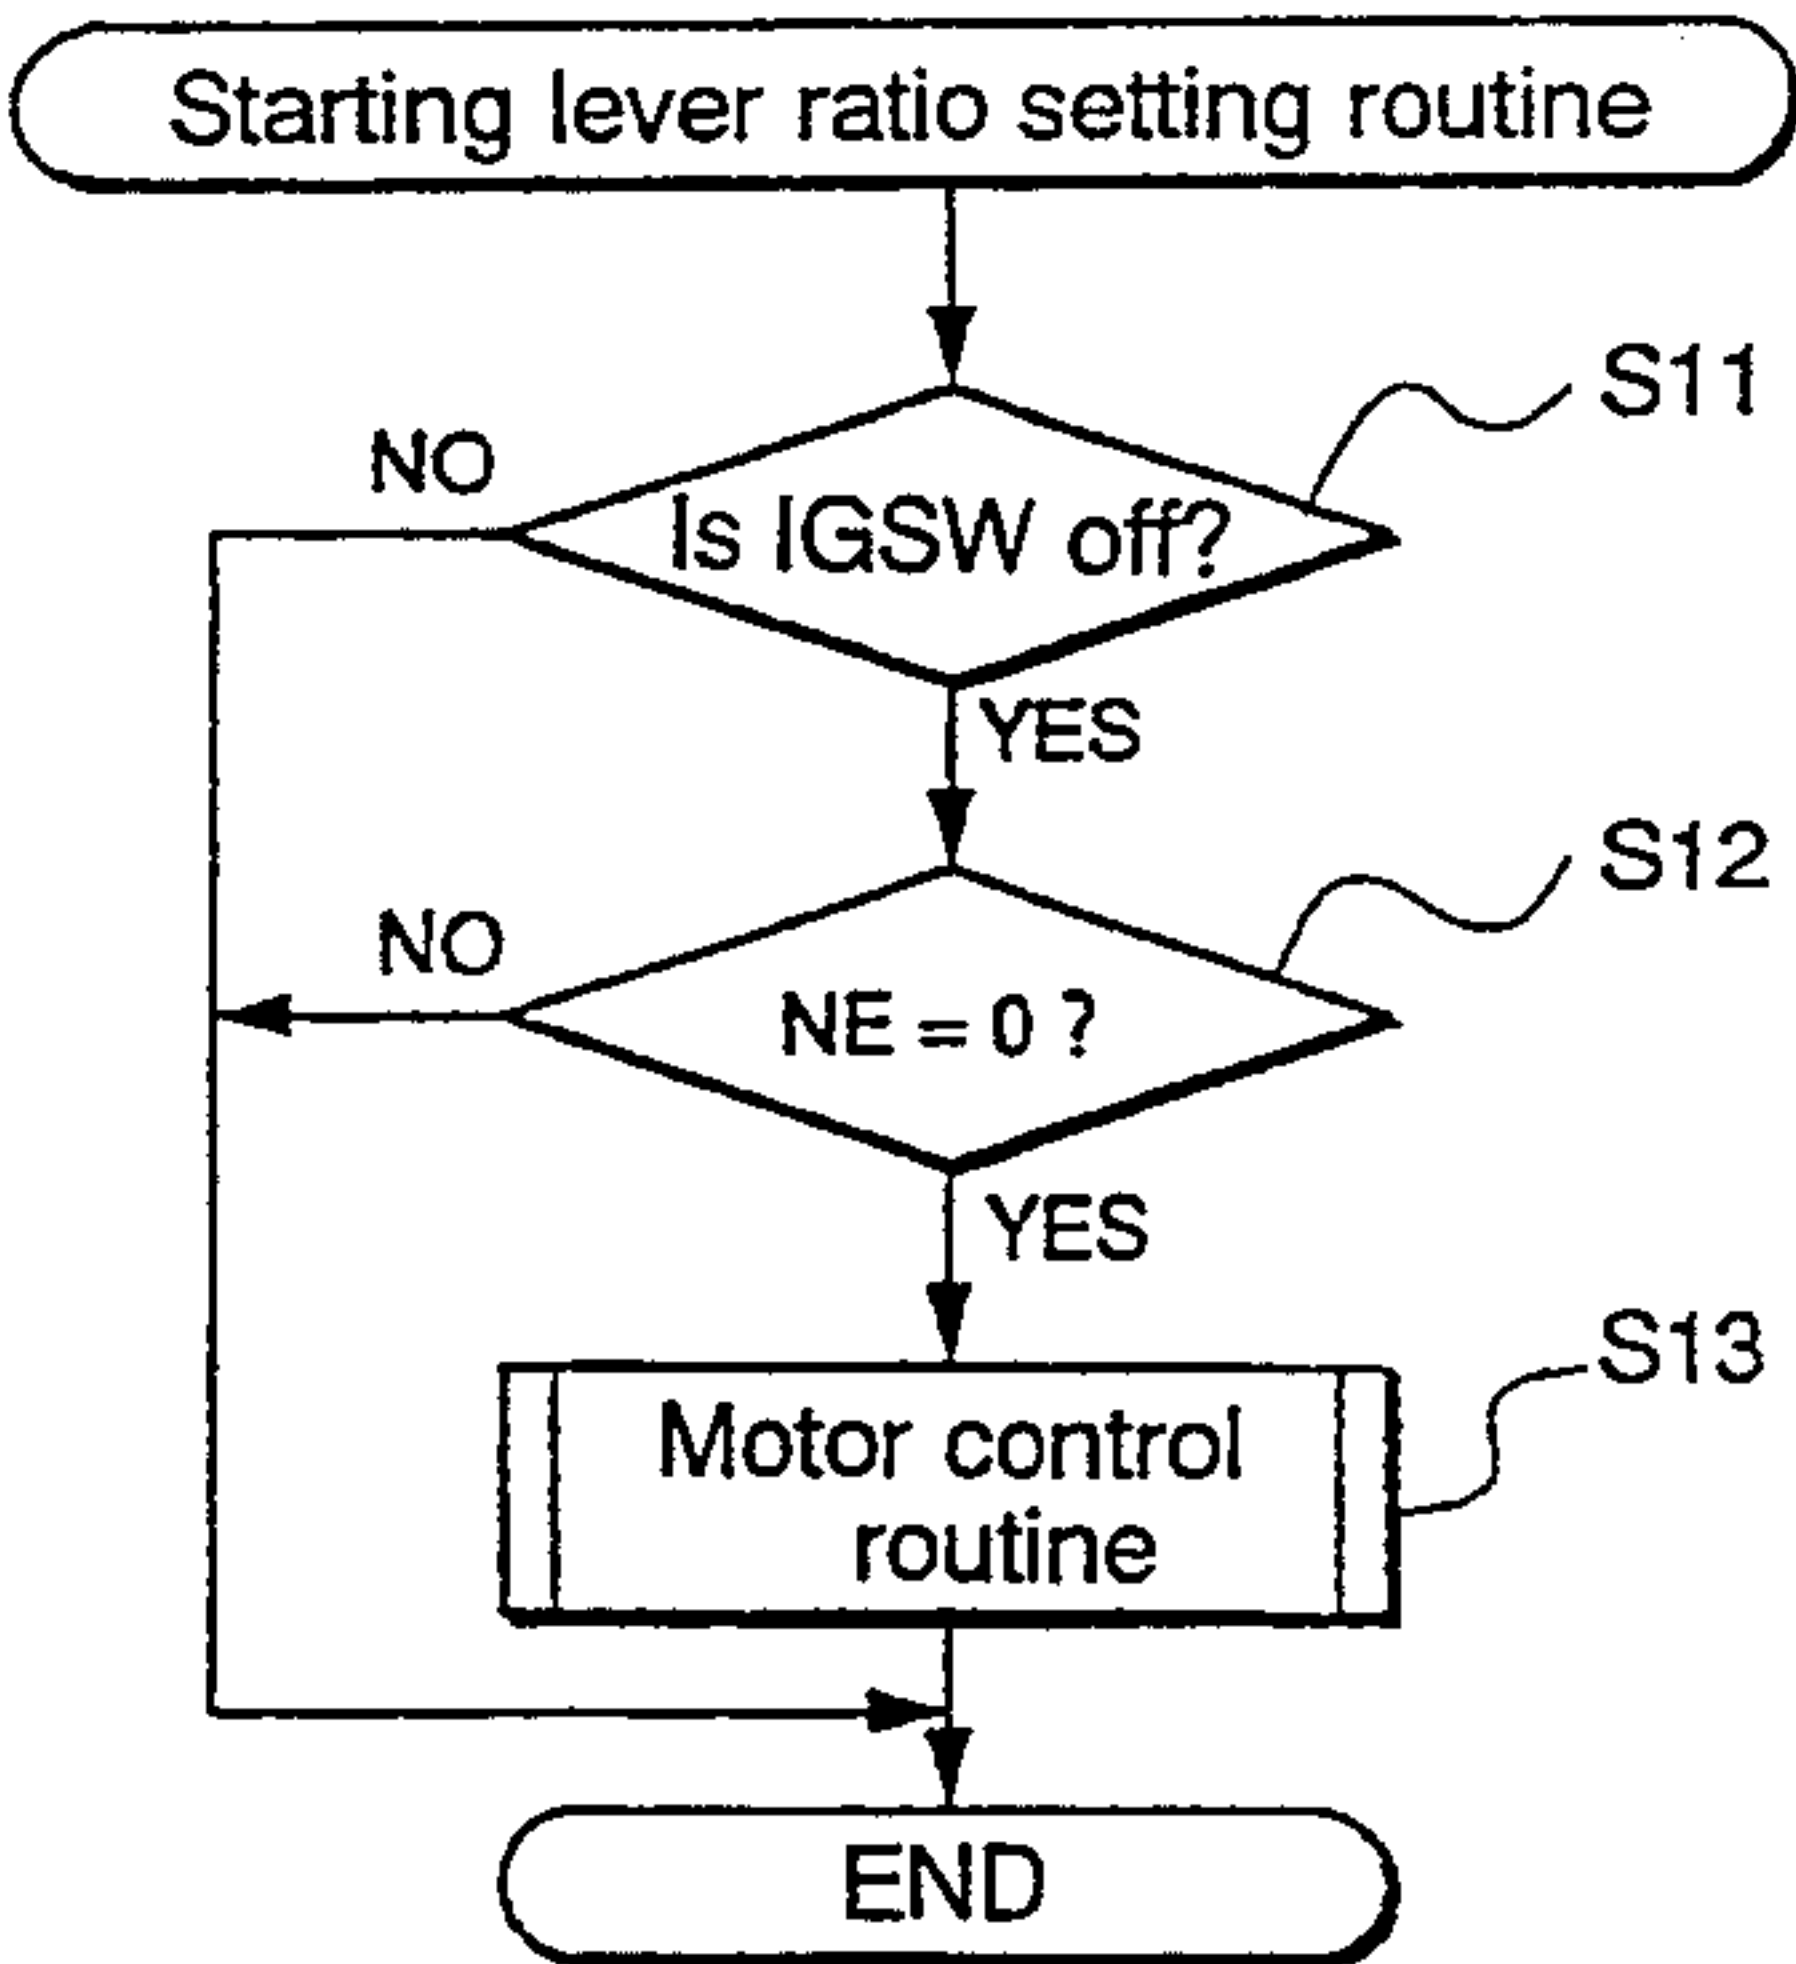 Starting lever ratio setting routine
S11
NO
Is IGSW off?
YES
S12
NO
NE = 0 ?
YES
S13
Motor control
routine
END